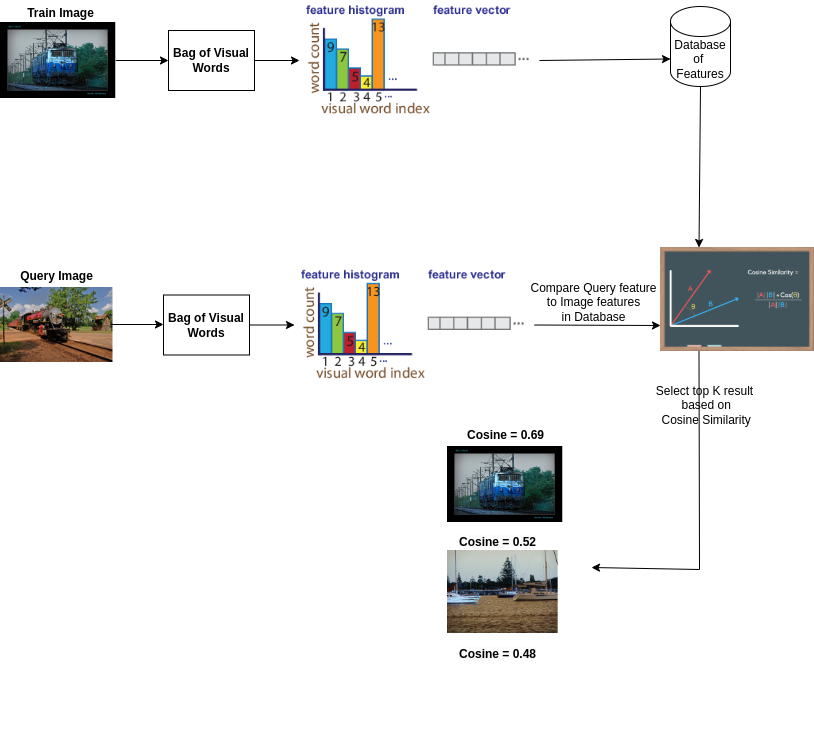 Train Image
Bag of Visual
Words
feature histogram
word count
9
7
5
4
13
...
1 2 3 4 5 ...
visual word index
feature vector
...
Database
of
Features
Query Image
Bag of Visual
Words
feature histogram
word count
9
7
5
4
13
...
1 2 3 4 5 ...
visual word index
feature vector
...
Compare Query feature
to Image features
in Database
Cosine Similarity =
|A| |B| • Cos(θ)
|A| |B|
A
θ
B
Select top K result
based on
Cosine Similarity
Cosine = 0.69
Cosine = 0.52
Cosine = 0.48